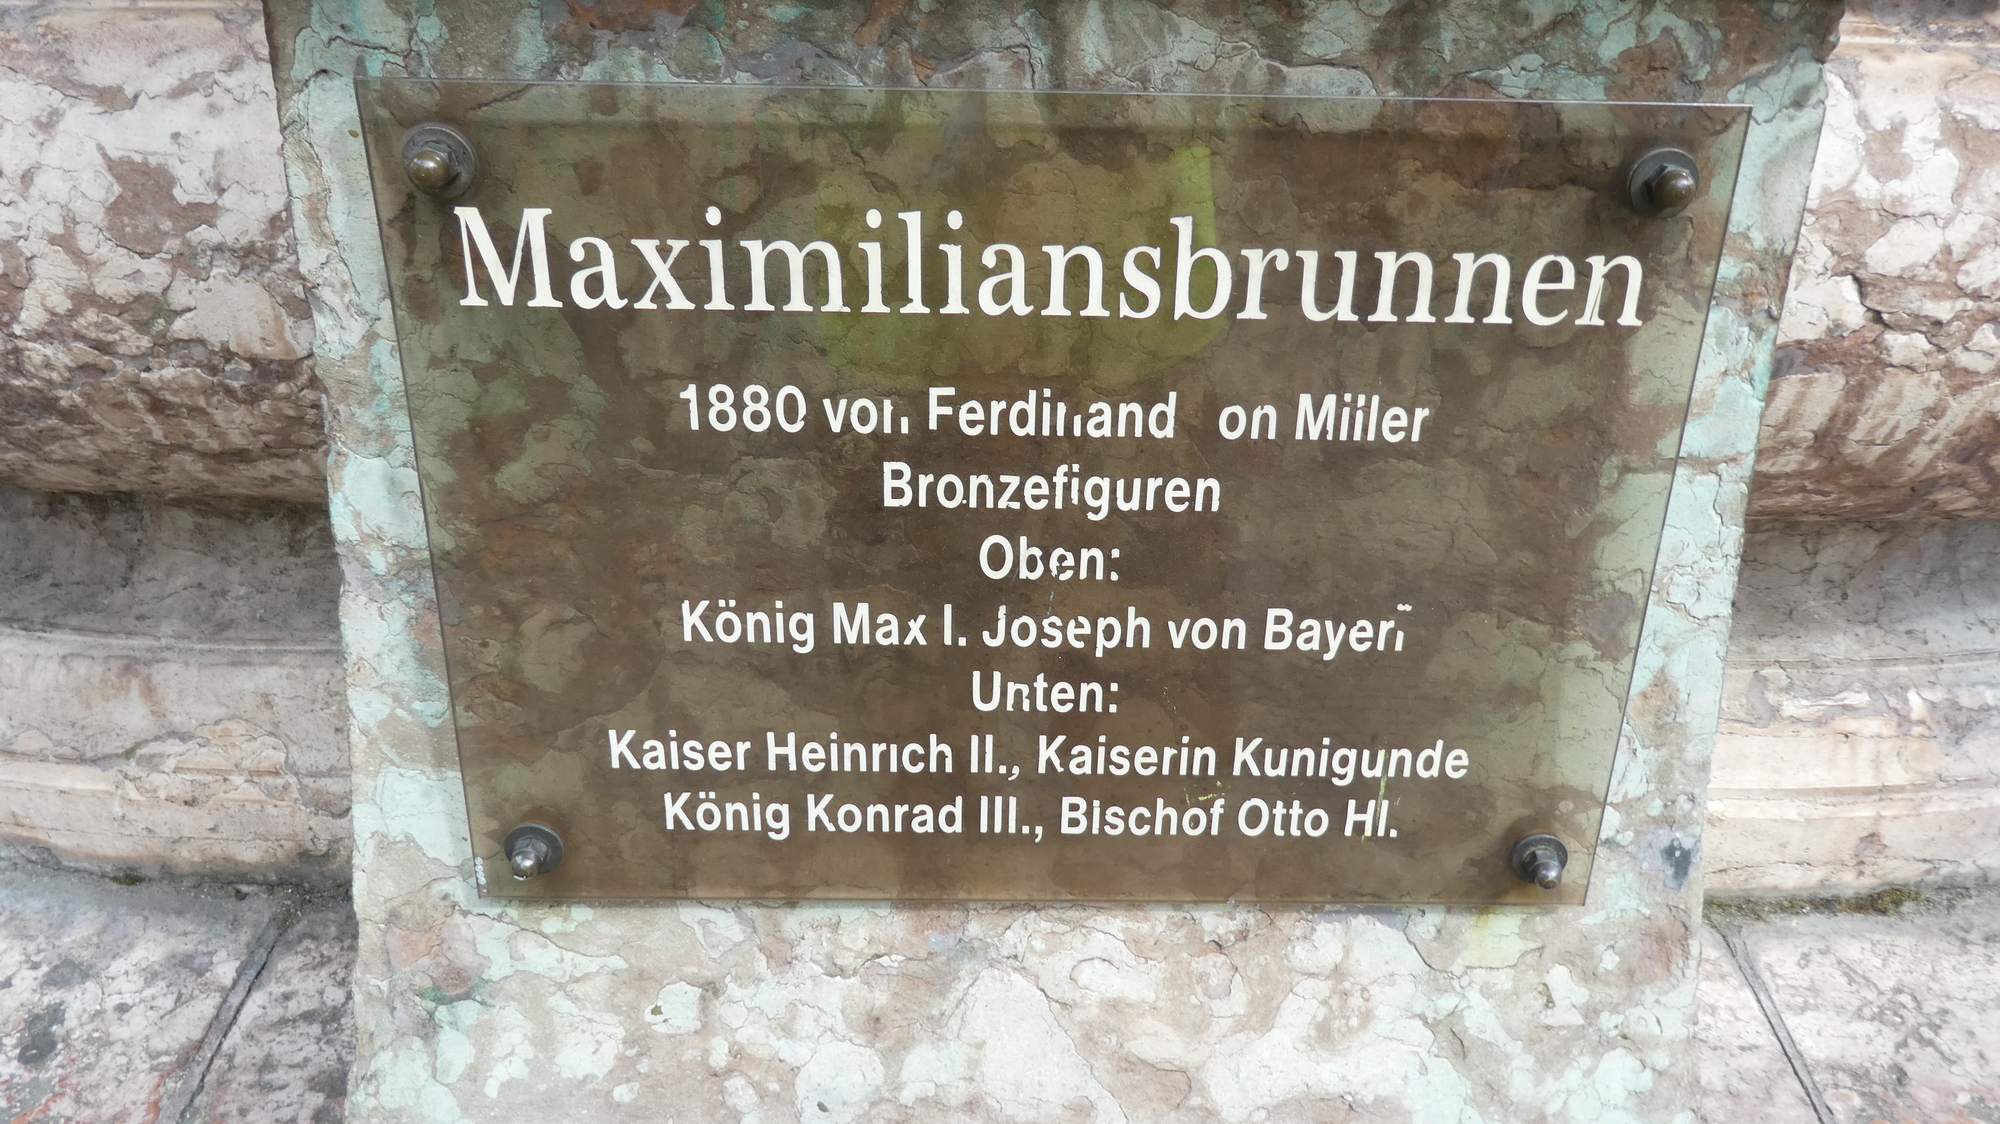 Maximiliansbrunnen
1880 von Ferdinand on Miller
Bronzefiguren
Oben:
König Max I. Joseph von Bayern
Unten:
Kaiser Heinrich II., Kaiserin Kunigunde
König Konrad III., Bischof Otto Hl.